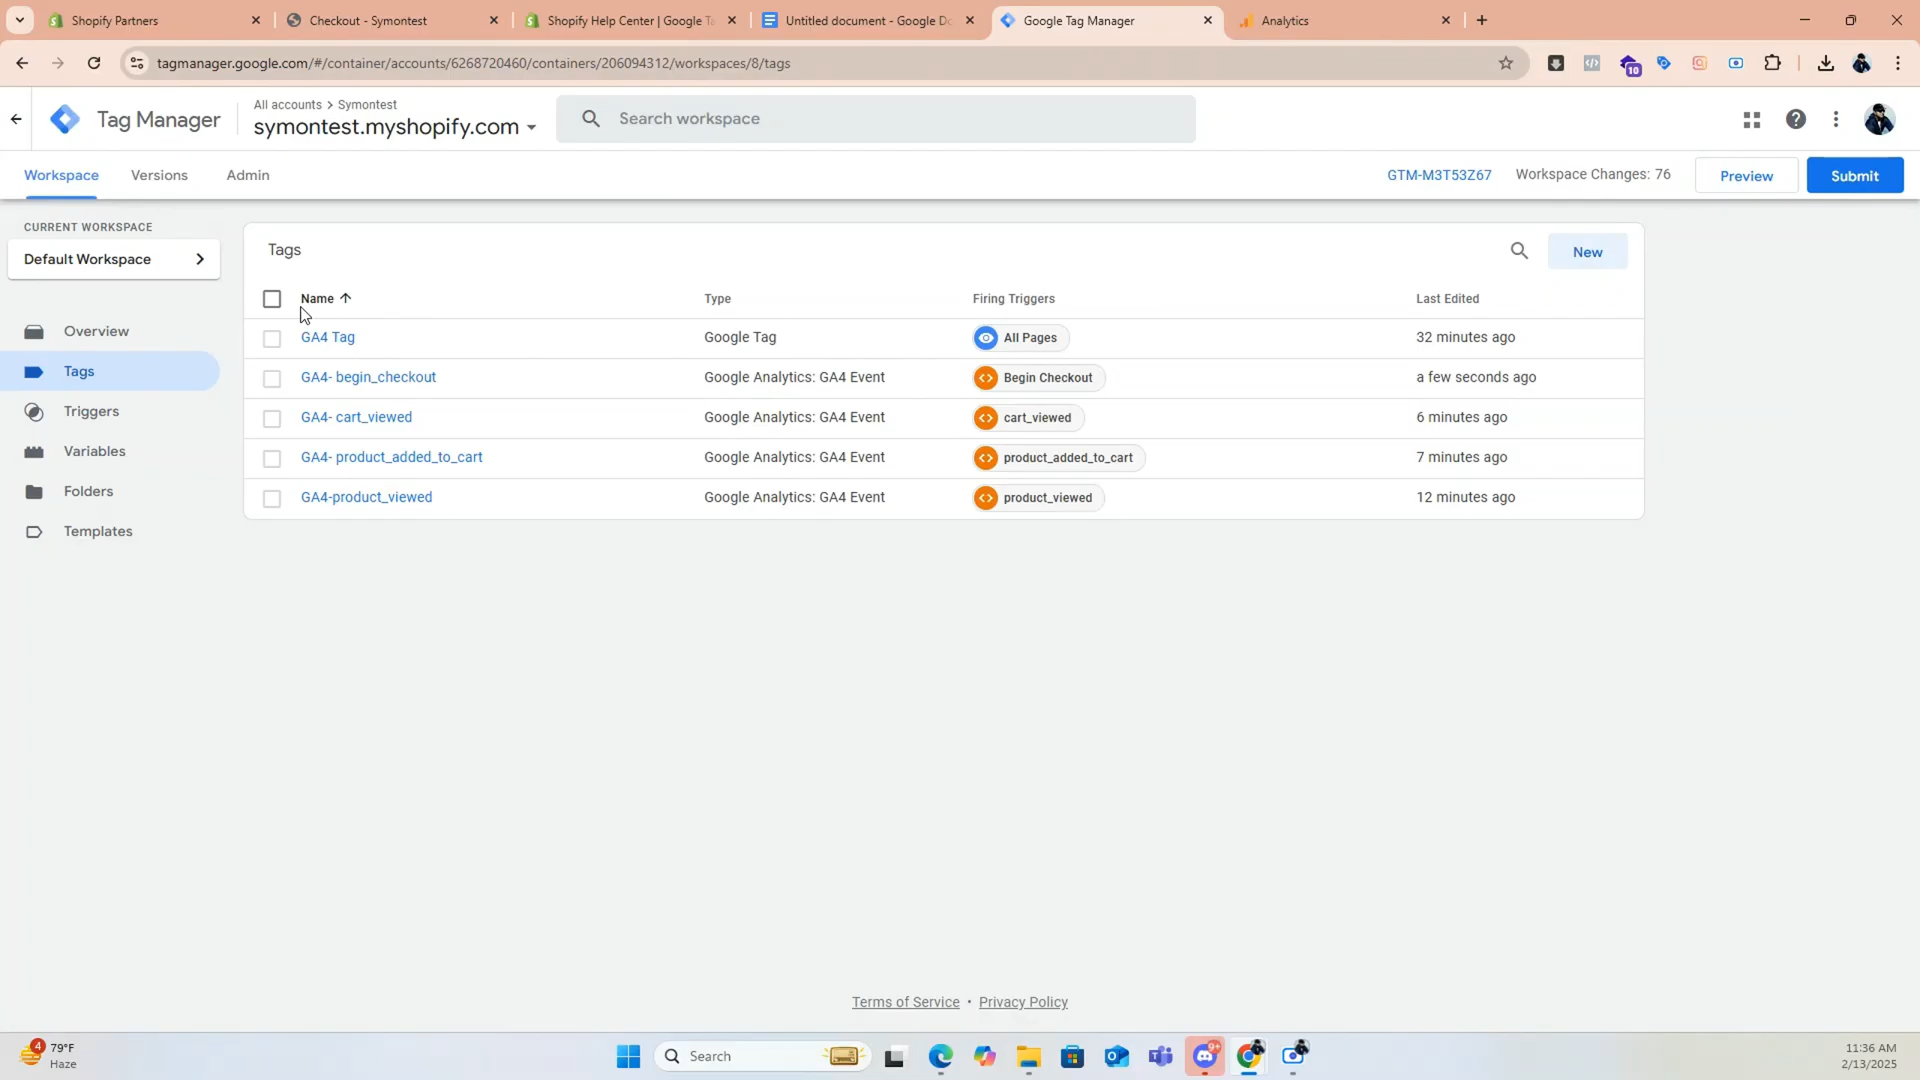 Shopify Partners
Checkout - Symontest
Shopify Help Center | Google Ta
Untitled document - Google Do
Google Tag Manager
Analytics
tagmanager.google.com/#/container/accounts/6268720460/containers/206094312/workspaces/8/tags
10
Tag Manager
All accounts > Symontest
symontest.myshopify.com
Search workspace
Workspace
Versions
Admin
GTM-M3T53Z67
Workspace Changes: 76
Preview
Submit
CURRENT WORKSPACE
Default Workspace
Overview
Tags
Triggers
Variables
Folders
Templates
Tags
New
Name Type Firing Triggers Last Edited
GA4 Tag Google Tag All Pages 32 minutes ago
GA4- begin_checkout Google Analytics: GA4 Event Begin Checkout a few seconds ago
GA4- cart_viewed Google Analytics: GA4 Event cart_viewed 6 minutes ago
GA4- product_added_to_cart Google Analytics: GA4 Event product_added_to_cart 7 minutes ago
GA4-product_viewed Google Analytics: GA4 Event product_viewed 12 minutes ago
Terms of Service • Privacy Policy
4
79°F
Haze
Search
9+
11:36 AM
2/13/2025